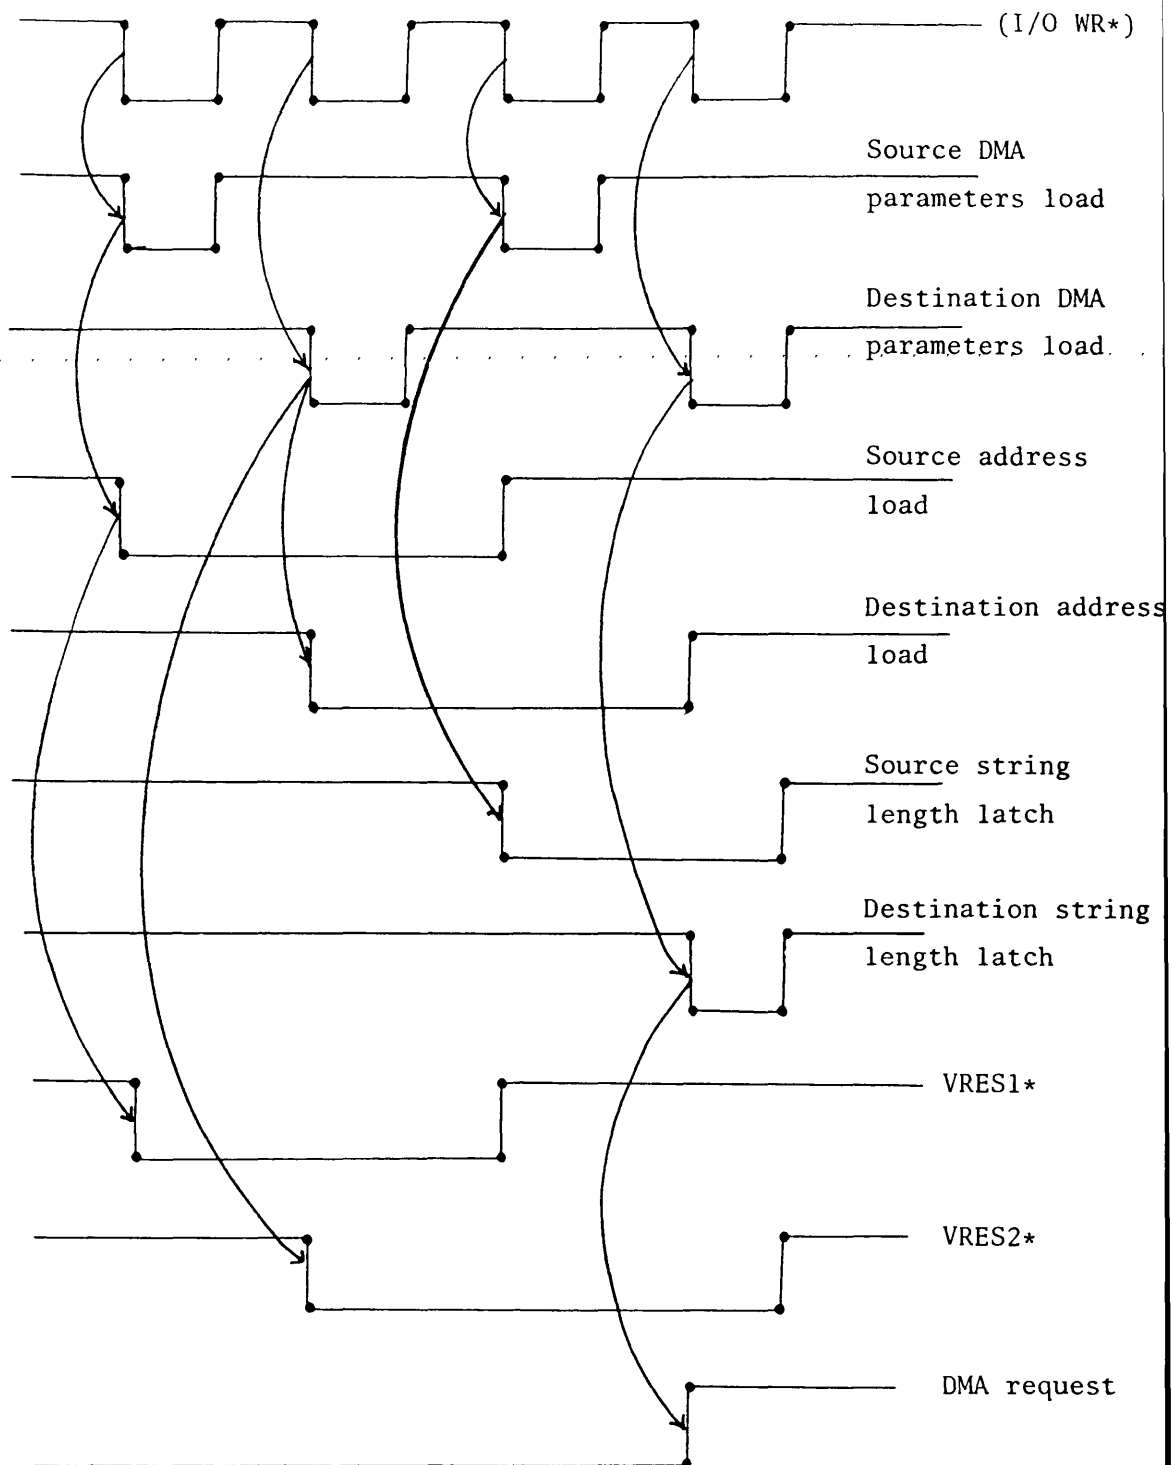 (I/O WR*)
Source DMA
parameters load
Destination DMA
parameters load
Source address
load
Destination address
load
Source string
length latch
Destination string
length latch
VRES1*
VRES2*
DMA request